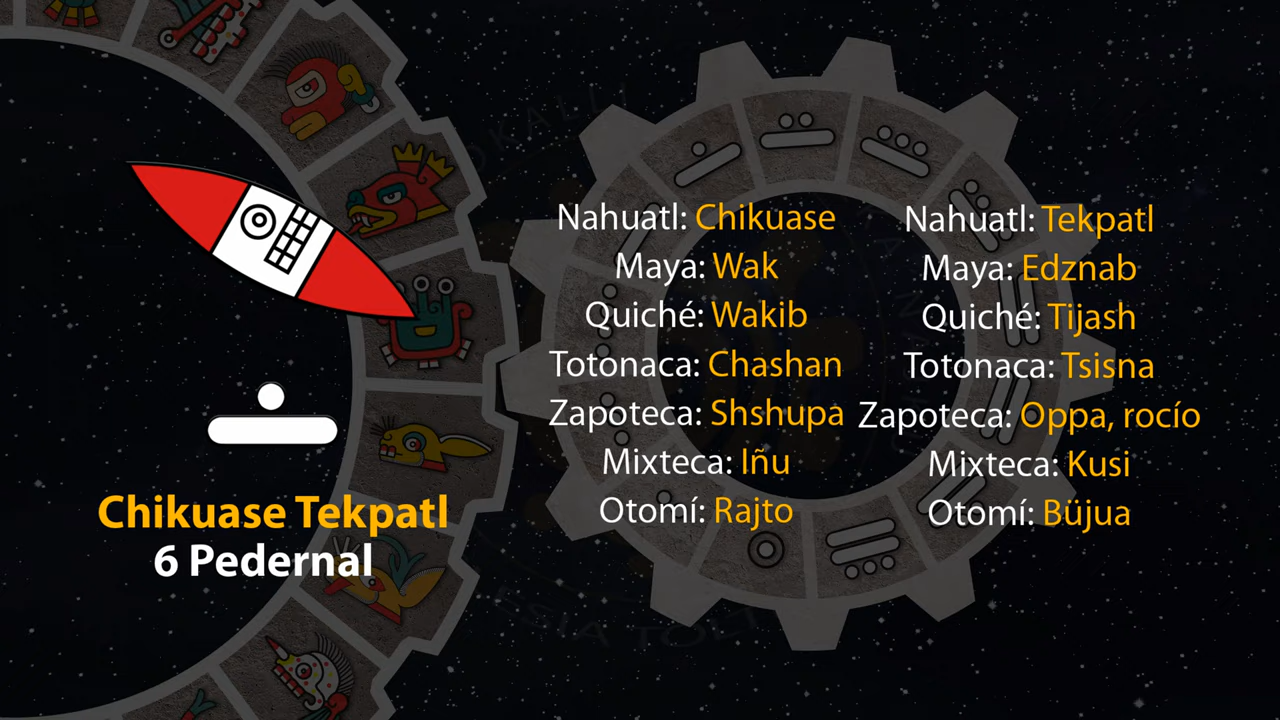 Nahuatl: Chikuase
Maya: Wak
Quiché: Wakib
Totonaca: Chashan
Zapoteca: Shshupa
Mixteca: Iñu
Otomí: Rajto
Nahuatl: Tekpatl
Maya: Edznab
Quiché: Tijash
Totonaca: Tsisna
Zapoteca: Oppa, rocío
Mixteca: Kusi
Otomí: Büjua
Chikuase Tekpatl
6 Pedernal